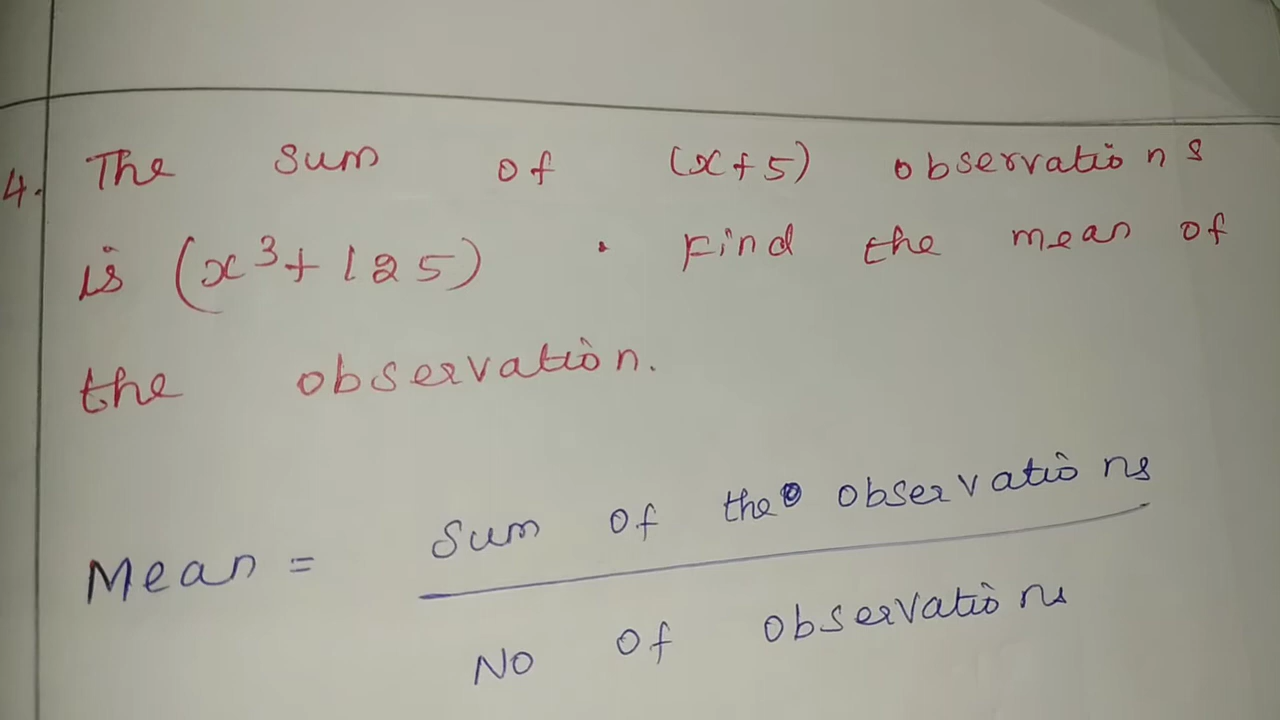 4. The sum of (x+5) observations
is (x³+125) . Find the mean of
the observation.
Mean = Sum of the observations
No of observations